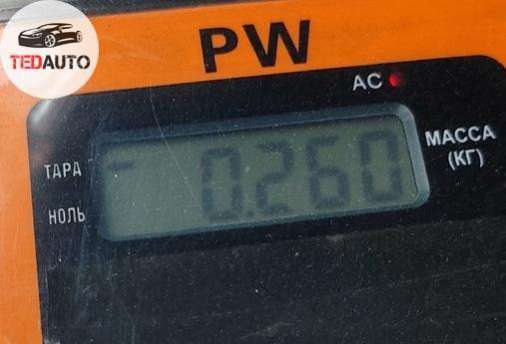 TEDAUTO
PW
AC
ТАРА
0.260
МАССА
(КГ)
НОЛЬ